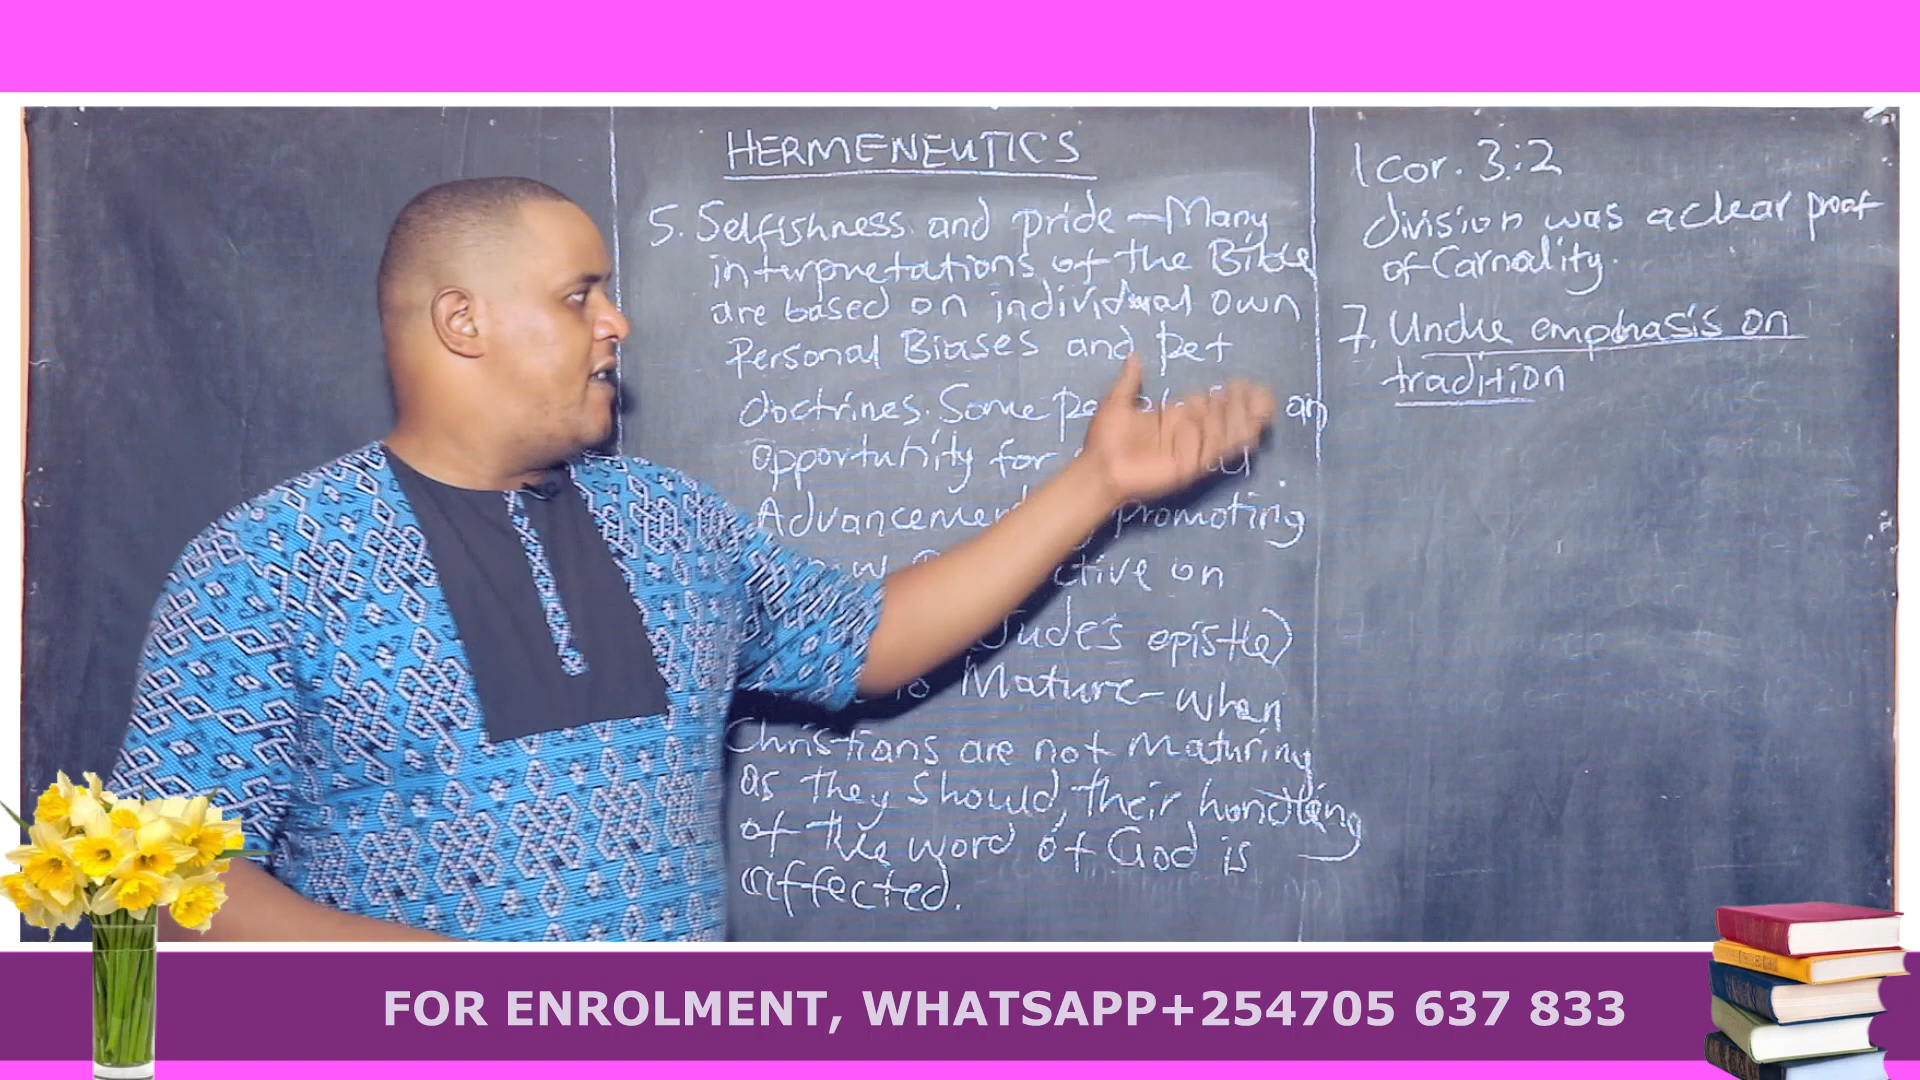 HERMENEUTICS
5. Selfishness and pride - Many
interpretations of the Bible
are based on individual own
Personal Biases and pet
doctrines. Some an
opportunity for
Advancement promoting
on
Jude's epistle)
to Mature - when
Christians are not maturing
as they should, their handling
of the word of God is
affected.
1 Cor. 3:2
division was a clear proof
of Carnality.
7. Undue emphasis on
tradition
FOR ENROLMENT, WHATSAPP+254705 637 833